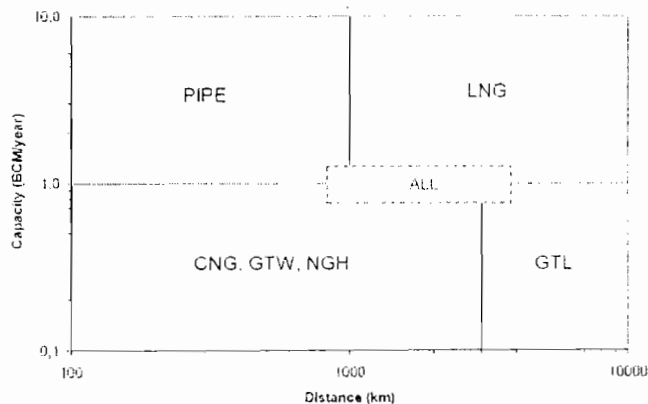 10,0
PIPE
LNG
Capacity (BCM/year)
1,0
ALL
CNG, GTW, NGH
GTL
0,1
100
1000
10000
Distance (km)